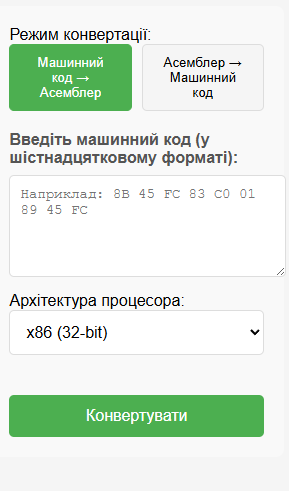 Режим конвертації:
Машинний
код →
Асемблер
Асемблер →
Машинний
код
Введіть машинний код (у
шістнадцятковому форматі):
Наприклад: 8B 45 FC 83 C0 01
89 45 FC
Архітектура процесора:
x86 (32-bit)
Конвертувати